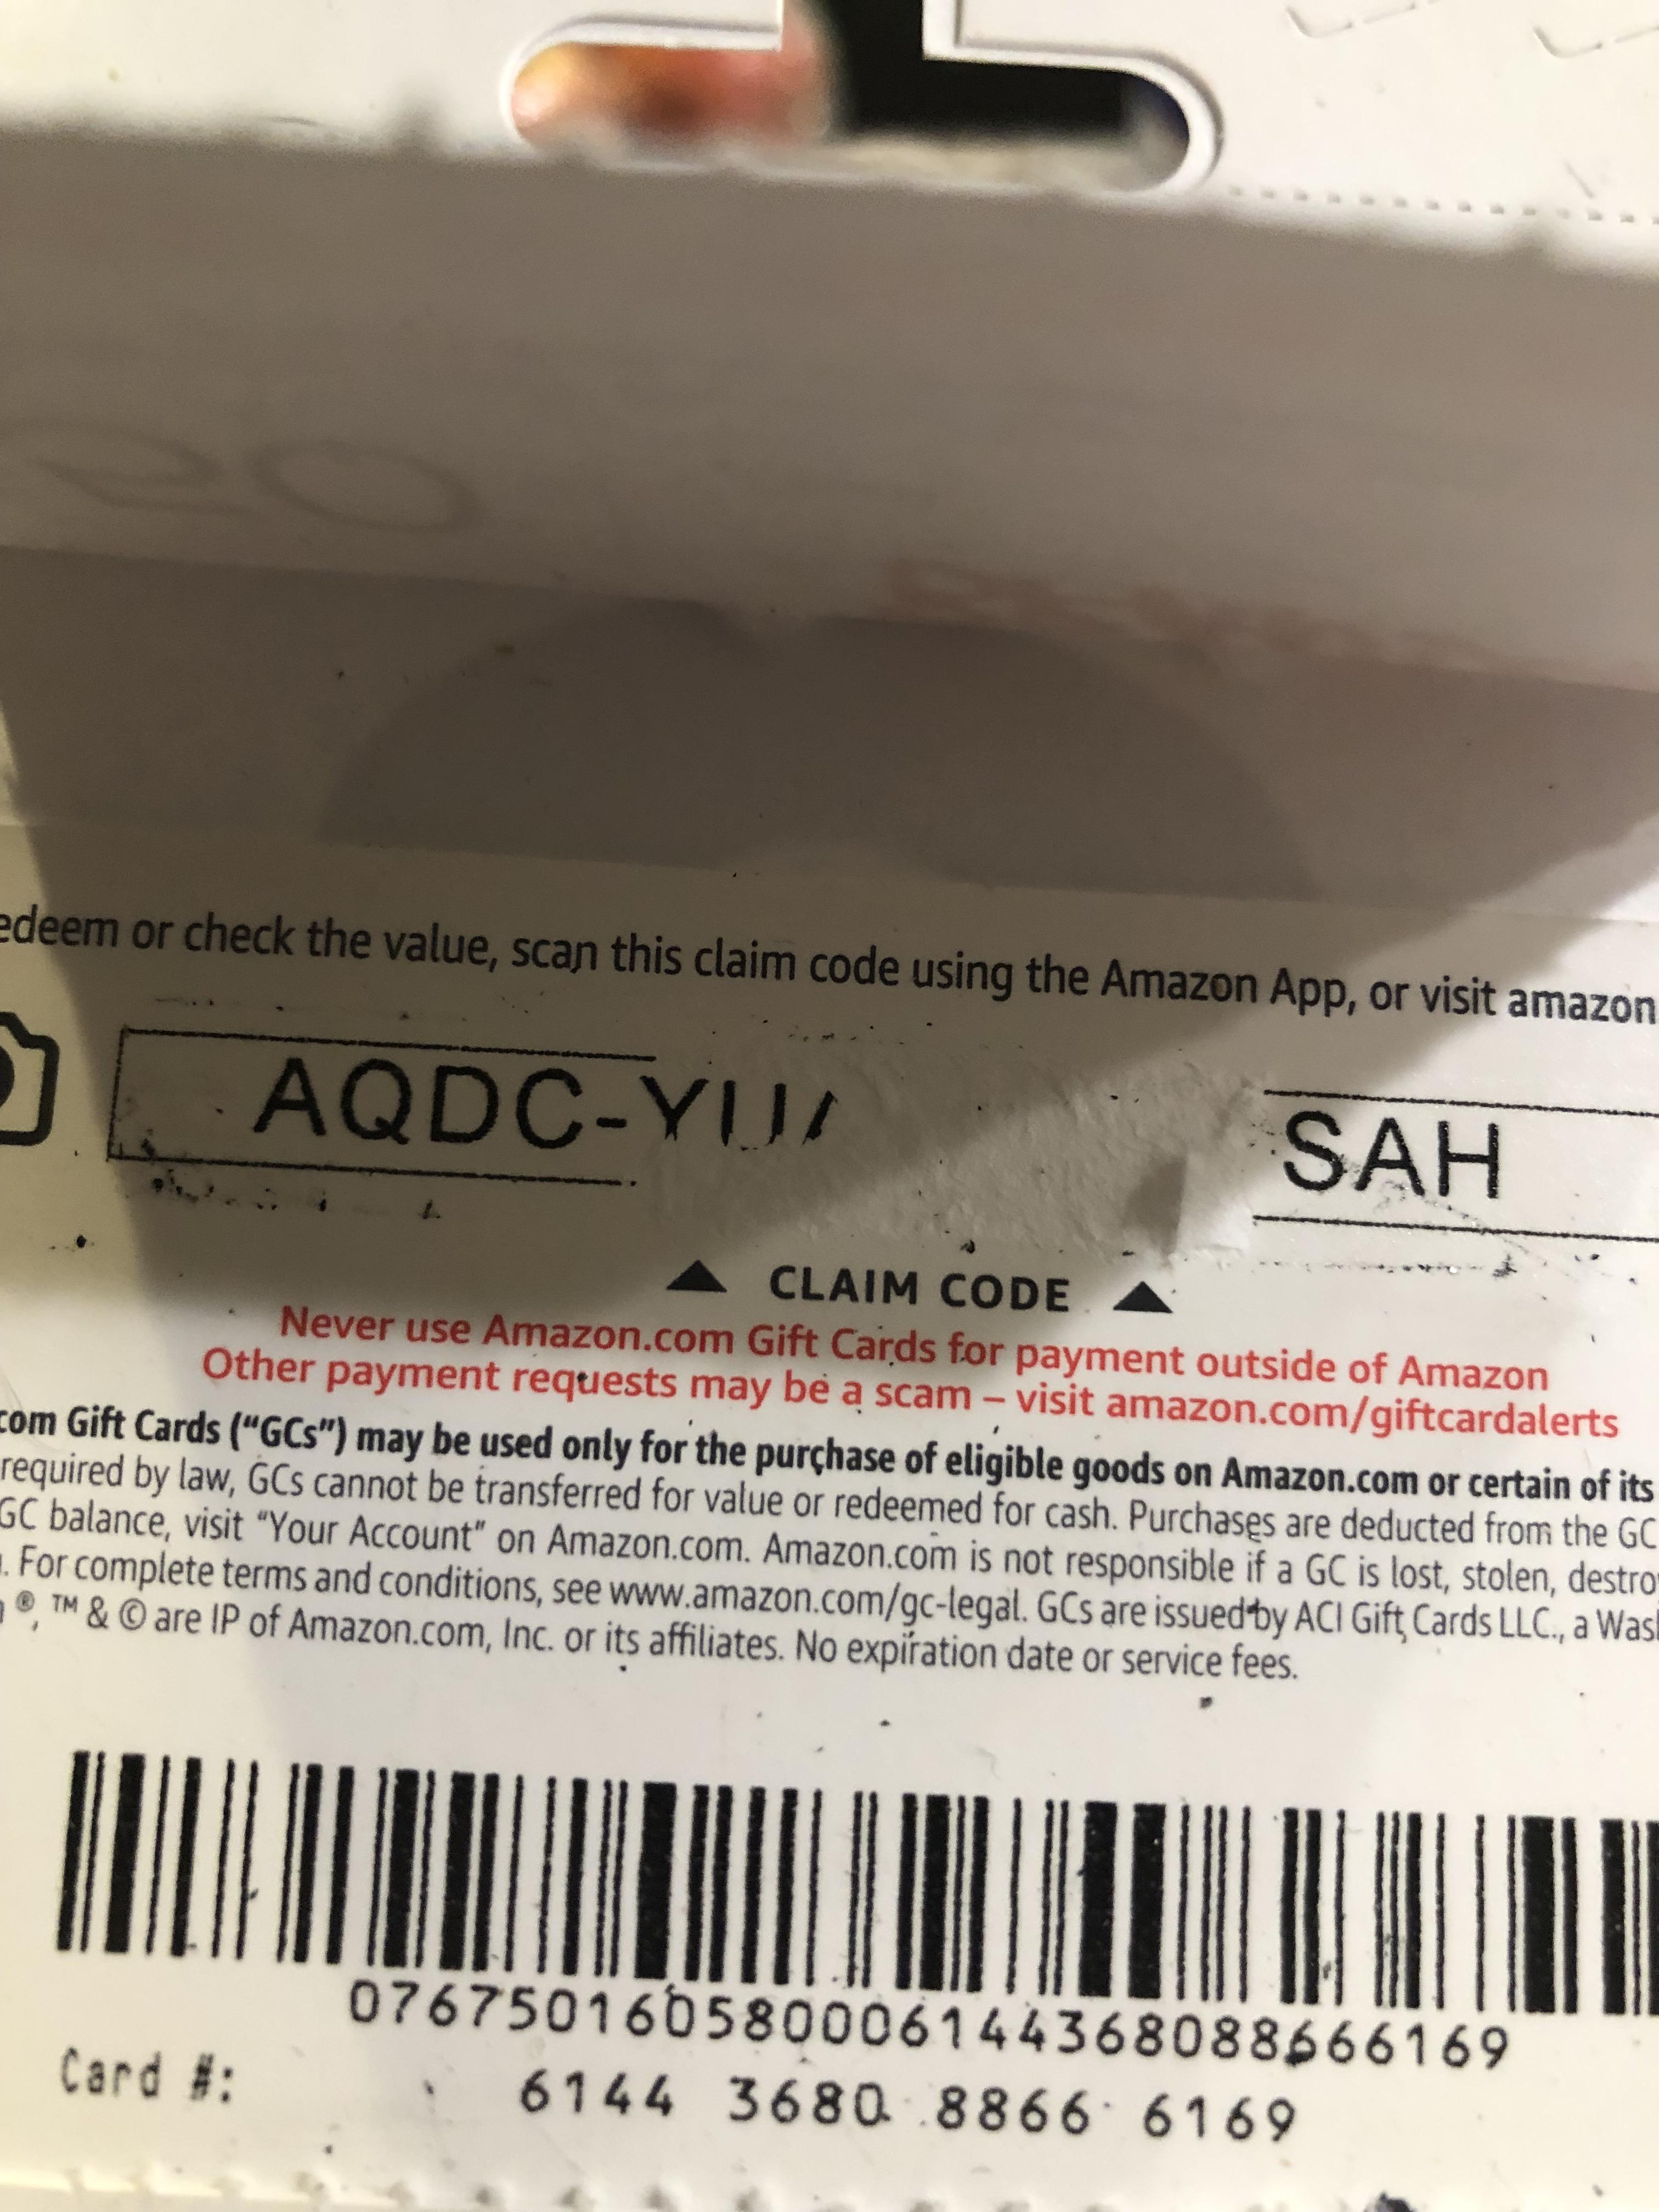 edeem or check the value, scan this claim code using the Amazon App, or visit amazon
AQDC-Y
SAH
▲ CLAIM CODE ▲
Never use Amazon.com Gift Cards for payment outside of Amazon
Other payment requests may be a scam – visit amazon.com/giftcardalerts
com Gift Cards (“GCs”) may be used only for the purchase of eligible goods on Amazon.com or certain of its
required by law, GCs cannot be transferred for value or redeemed for cash. Purchases are deducted from the GC
GC balance, visit “Your Account” on Amazon.com. Amazon.com is not responsible if a GC is lost, stolen, destro
. For complete terms and conditions, see www.amazon.com/gc-legal. GCs are issued by ACI Gift Cards LLC., a Was
®, ™ & © are IP of Amazon.com, Inc. or its affiliates. No expiration date or service fees.
076750160580006144368088666169
Card #: 6144 3680 8866 6169